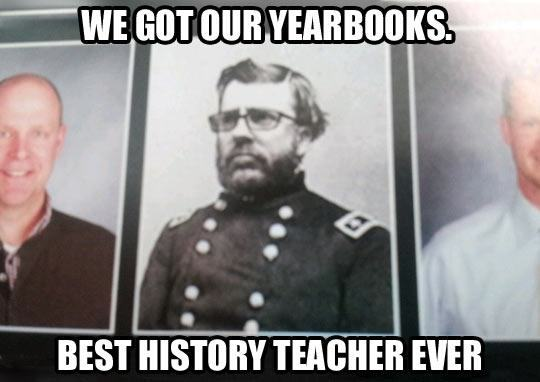 WE GOT OUR YEARBOOKS.
BEST HISTORY TEACHER EVER